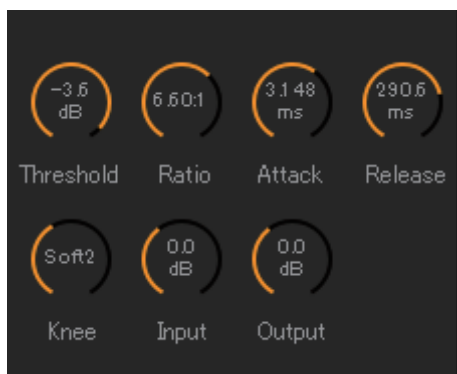 -3.6
dB
6.60:1
3.148
ms
290.6
ms
Threshold
Ratio
Attack
Release
Soft2
0.0
dB
0.0
dB
Knee
Input
Output